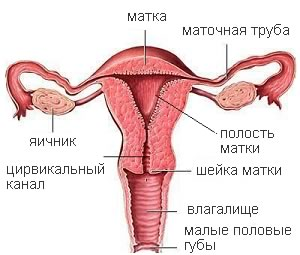 матка
маточная труба
яичник
полость
матки
цирвикальный
канал
шейка матки
влагалище
малые половые
губы